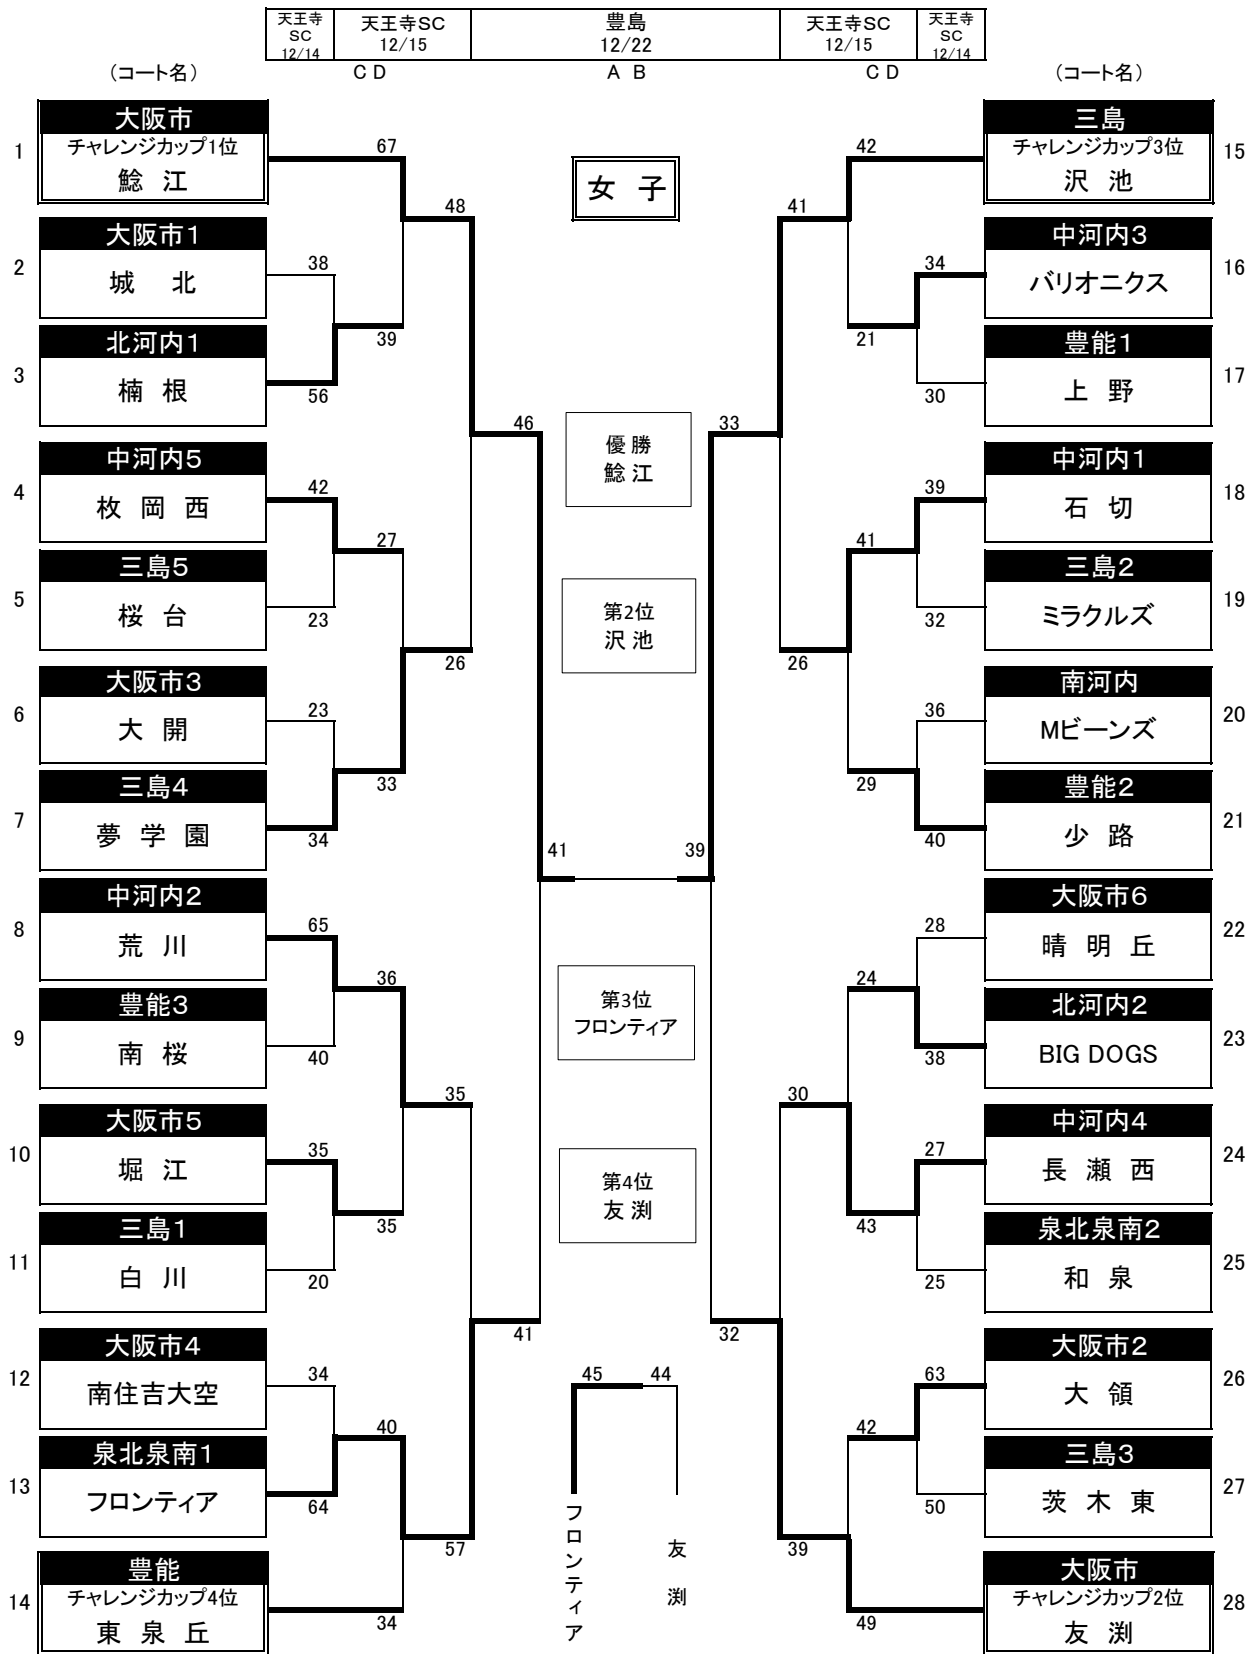 天王寺
SC
12/14
天王寺SC
12/15
豊島
12/22
天王寺SC
12/15
天王寺
SC
12/14
（コート名） C D A B C D （コート名）
女 子
1
大阪市
チャレンジカップ1位
鯰 江
67
48
2
大阪市1
城 北
38
39
3
北河内1
楠 根
56
46
4
中河内5
枚 岡 西
42
27
5
三島5
桜 台
23
26
6
大阪市3
大 開
23
33
7
三島4
夢 学 園
34
41
8
中河内2
荒 川
65
36
9
豊能3
南 桜
40
35
10
大阪市5
堀 江
35
35
11
三島1
白 川
20
41
12
大阪市4
南住吉大空
34
40
13
泉北泉南1
フロンティア
64
57
14
豊能
チャレンジカップ4位
東 泉 丘
34
優 勝
鯰 江
第2位
沢 池
第3位
フロンティア
第4位
友 渕
45 44
フロンティア
友 渕
15
三島
チャレンジカップ3位
沢 池
42
41
16
中河内3
バリオニクス
34
21
17
豊能1
上 野
30
33
18
中河内1
石 切
39
41
19
三島2
ミラクルズ
32
26
20
南河内
Mビーンズ
36
29
21
豊能2
少 路
40
39
22
大阪市6
晴 明 丘
28
24
23
北河内2
BIG DOGS
38
30
24
中河内4
長 瀬 西
27
43
25
泉北泉南2
和 泉
25
32
26
大阪市2
大 領
63
42
27
三島3
茨 木 東
50
39
28
大阪市
チャレンジカップ2位
友 渕
49